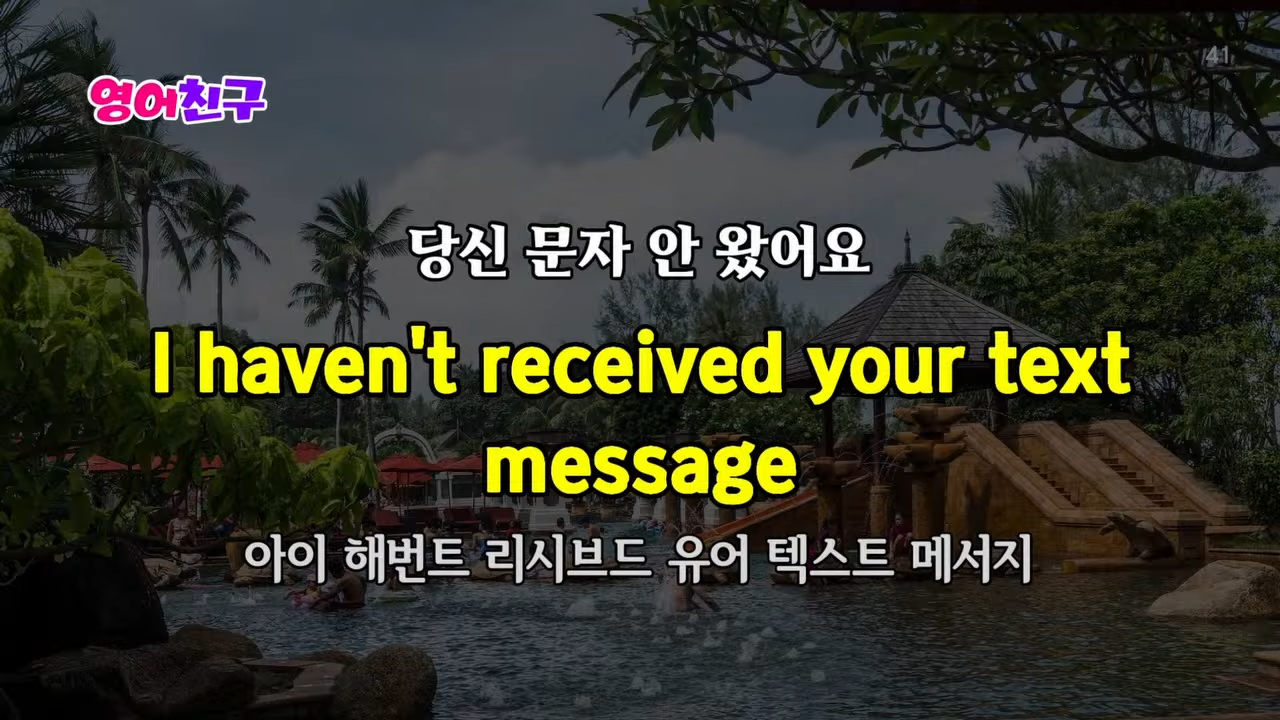 영어친구
41
당신 문자 안 왔어요
I haven't received your text
message
아이 해번트 리시브드 유어 텍스트 메서지